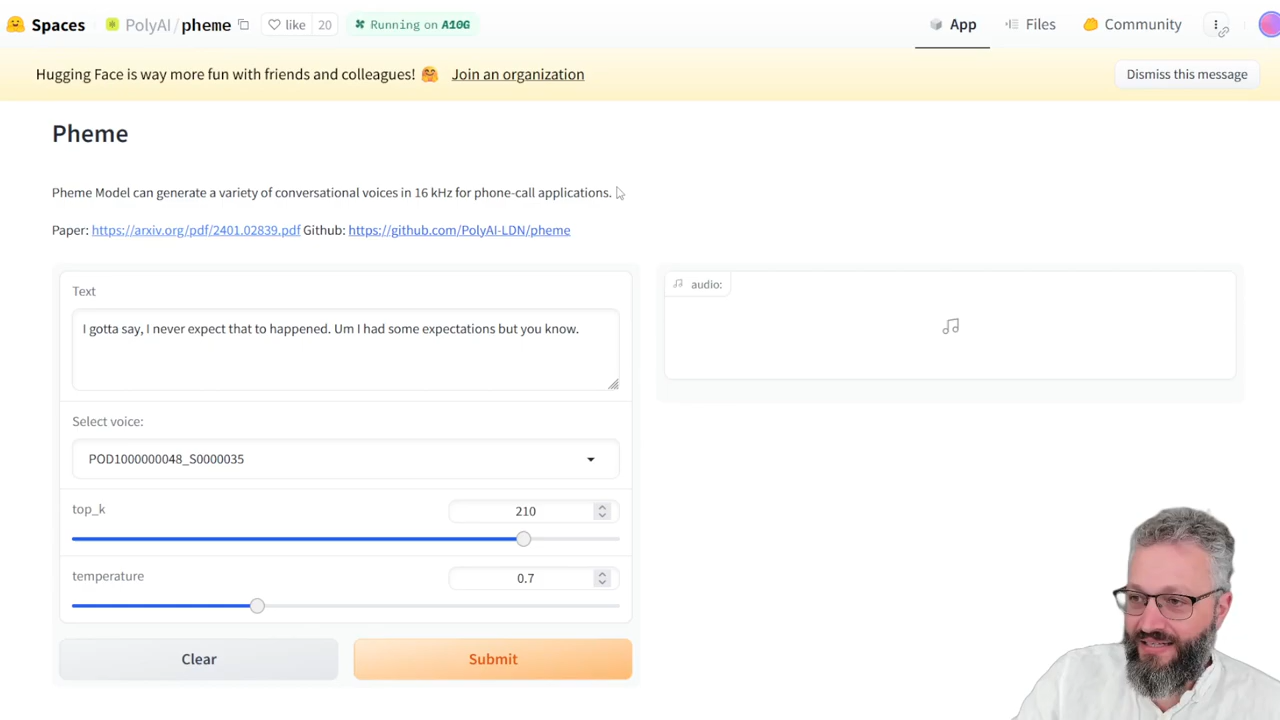 Spaces PolyAI / pheme like 20 Running on A10G App Files Community
Hugging Face is way more fun with friends and colleagues! 🤗 Join an organization Dismiss this message
Pheme
Pheme Model can generate a variety of conversational voices in 16 kHz for phone-call applications.
Paper: https://arxiv.org/pdf/2401.02839.pdf Github: https://github.com/PolyAI-LDN/pheme
Text
I gotta say, I never expect that to happened. Um I had some expectations but you know.
audio:
Select voice:
POD1000000048_S0000035
top_k 210
temperature 0.7
Clear Submit